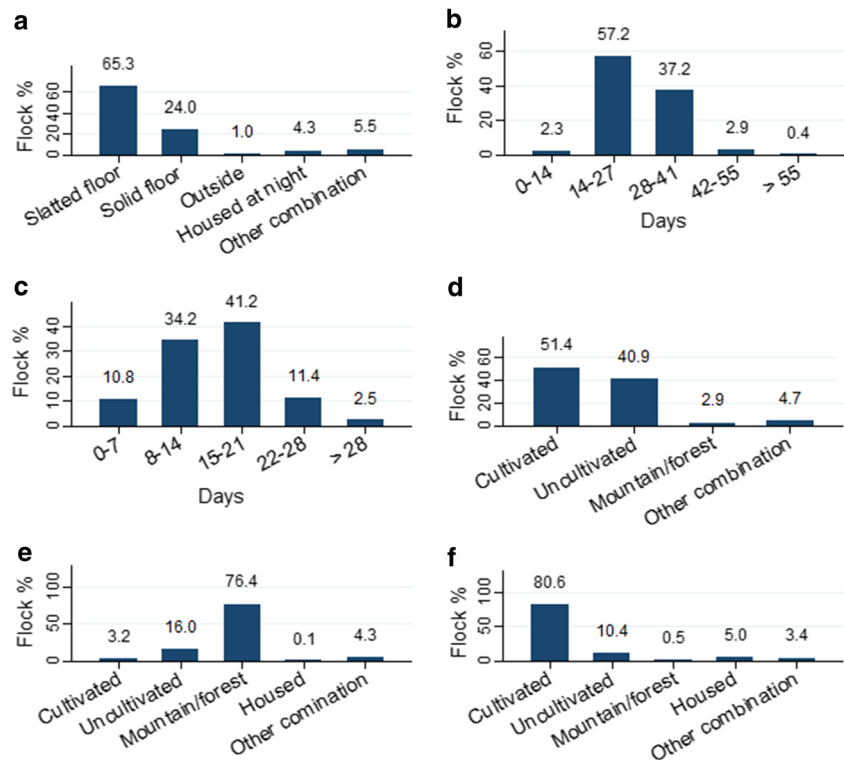 a
65.3
24.0
1.0
4.3
5.5
Flock %
0 20 40 60
Slatted floor
Solid floor
Outside
Housed at night
Other combination
b
57.2
37.2
2.3
2.9
0.4
Flock %
0 20 40 60
0-14
14-27
28-41
42-55
> 55
Days
c
10.8
34.2
41.2
11.4
2.5
Flock %
0 10 20 30 40
0-7
8-14
15-21
22-28
> 28
Days
d
51.4
40.9
2.9
4.7
Flock %
0 20 40 60
Cultivated
Uncultivated
Mountain/forest
Other combination
e
3.2
16.0
76.4
0.1
4.3
Flock %
0 50 100
Cultivated
Uncultivated
Mountain/forest
Housed
Other comination
f
80.6
10.4
0.5
5.0
3.4
Flock %
0 50 100
Cultivated
Uncultivated
Mountain/forest
Housed
Other combination